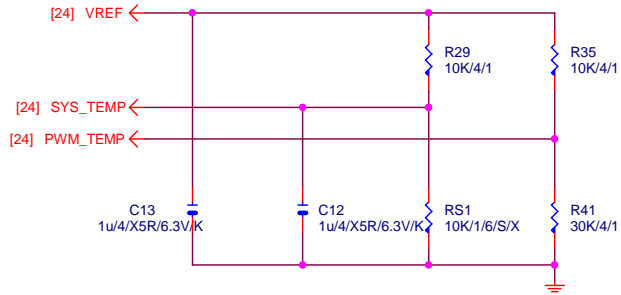 [24] VREF
R29
10K/4/1
R35
10K/4/1
[24] SYS_TEMP
[24] PWM_TEMP
C13
1u/4/X5R/6.3V/K
C12
1u/4/X5R/6.3V/K
RS1
10K/1/6/S/X
R41
30K/4/1